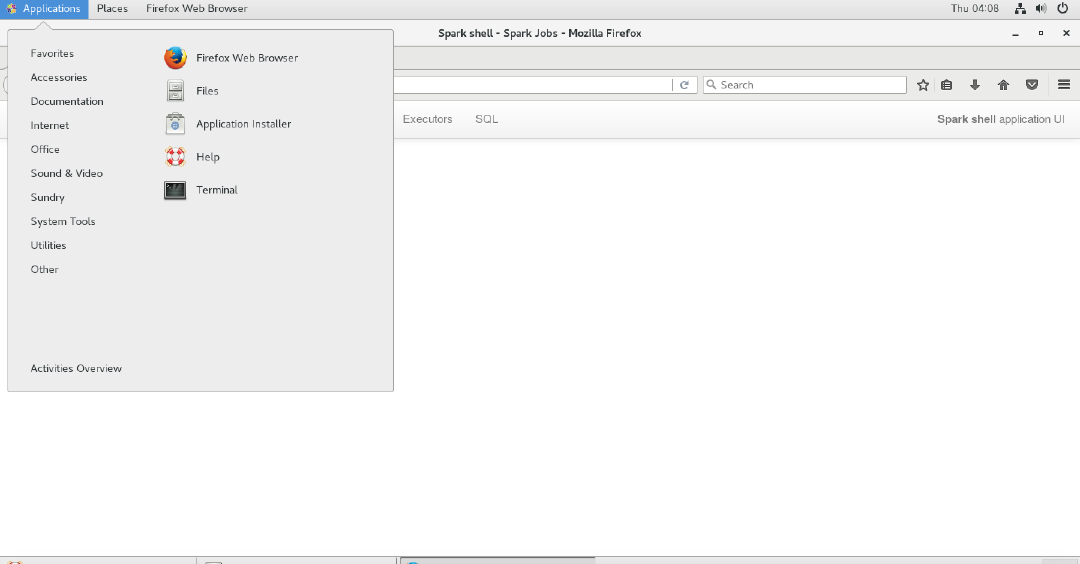 Applications Places Firefox Web Browser Thu 04:08
Spark shell - Spark Jobs - Mozilla Firefox
Search
Executors SQL Spark shell application UI
Favorites
Accessories
Documentation
Internet
Office
Sound & Video
Sundry
System Tools
Utilities
Other
Activities Overview
Firefox Web Browser
Files
Application Installer
Help
Terminal